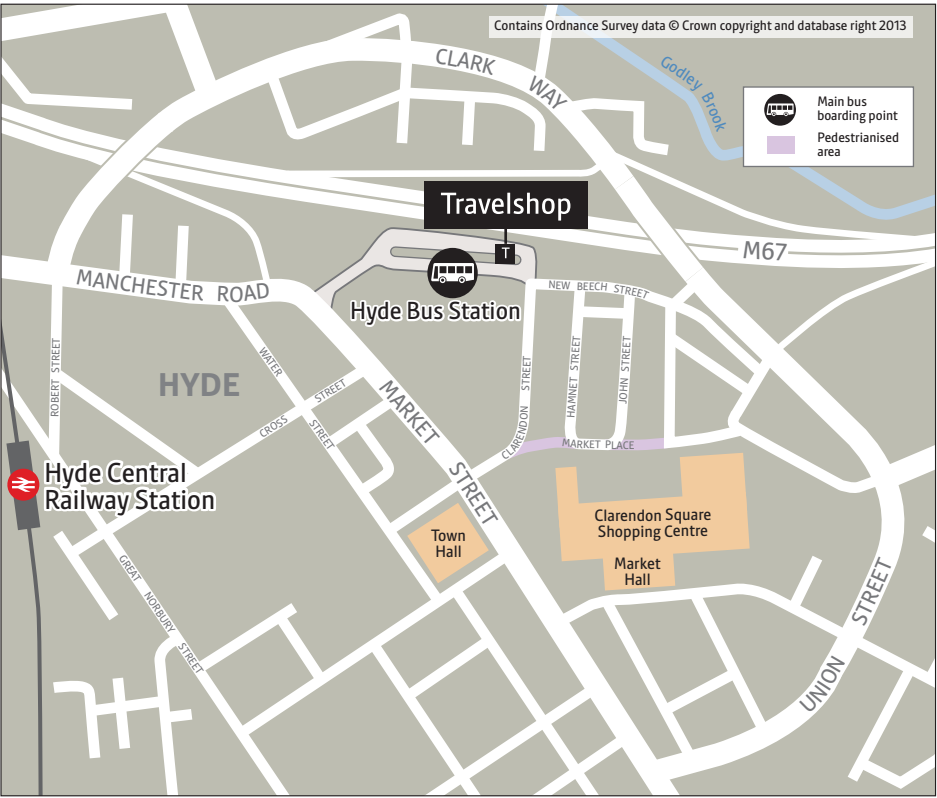 Contains Ordnance Survey data © Crown copyright and database right 2013
CLARK
WAY
Godley Brook
Main bus
boarding point
Pedestrianised
area
Travelshop
T
M67
MANCHESTER ROAD
Hyde Bus Station
NEW BEECH STREET
ROBERT STREET
HYDE
WATER
STREET
CROSS
STREET
MARKET
STREET
CLARENDON STREET
HAMNET STREET
JOHN STREET
MARKET PLACE
Hyde Central
Railway Station
Town
Hall
Clarendon Square
Shopping Centre
Market
Hall
GREAT NORBURY STREET
UNION STREET